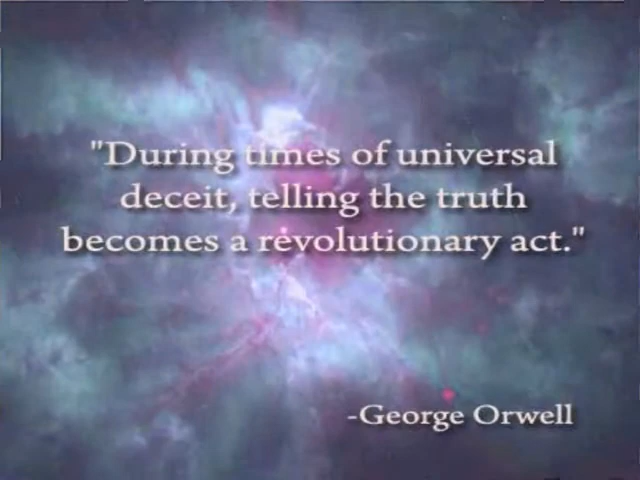 "During times of universal
deceit, telling the truth
becomes a revolutionary act."
-George Orwell